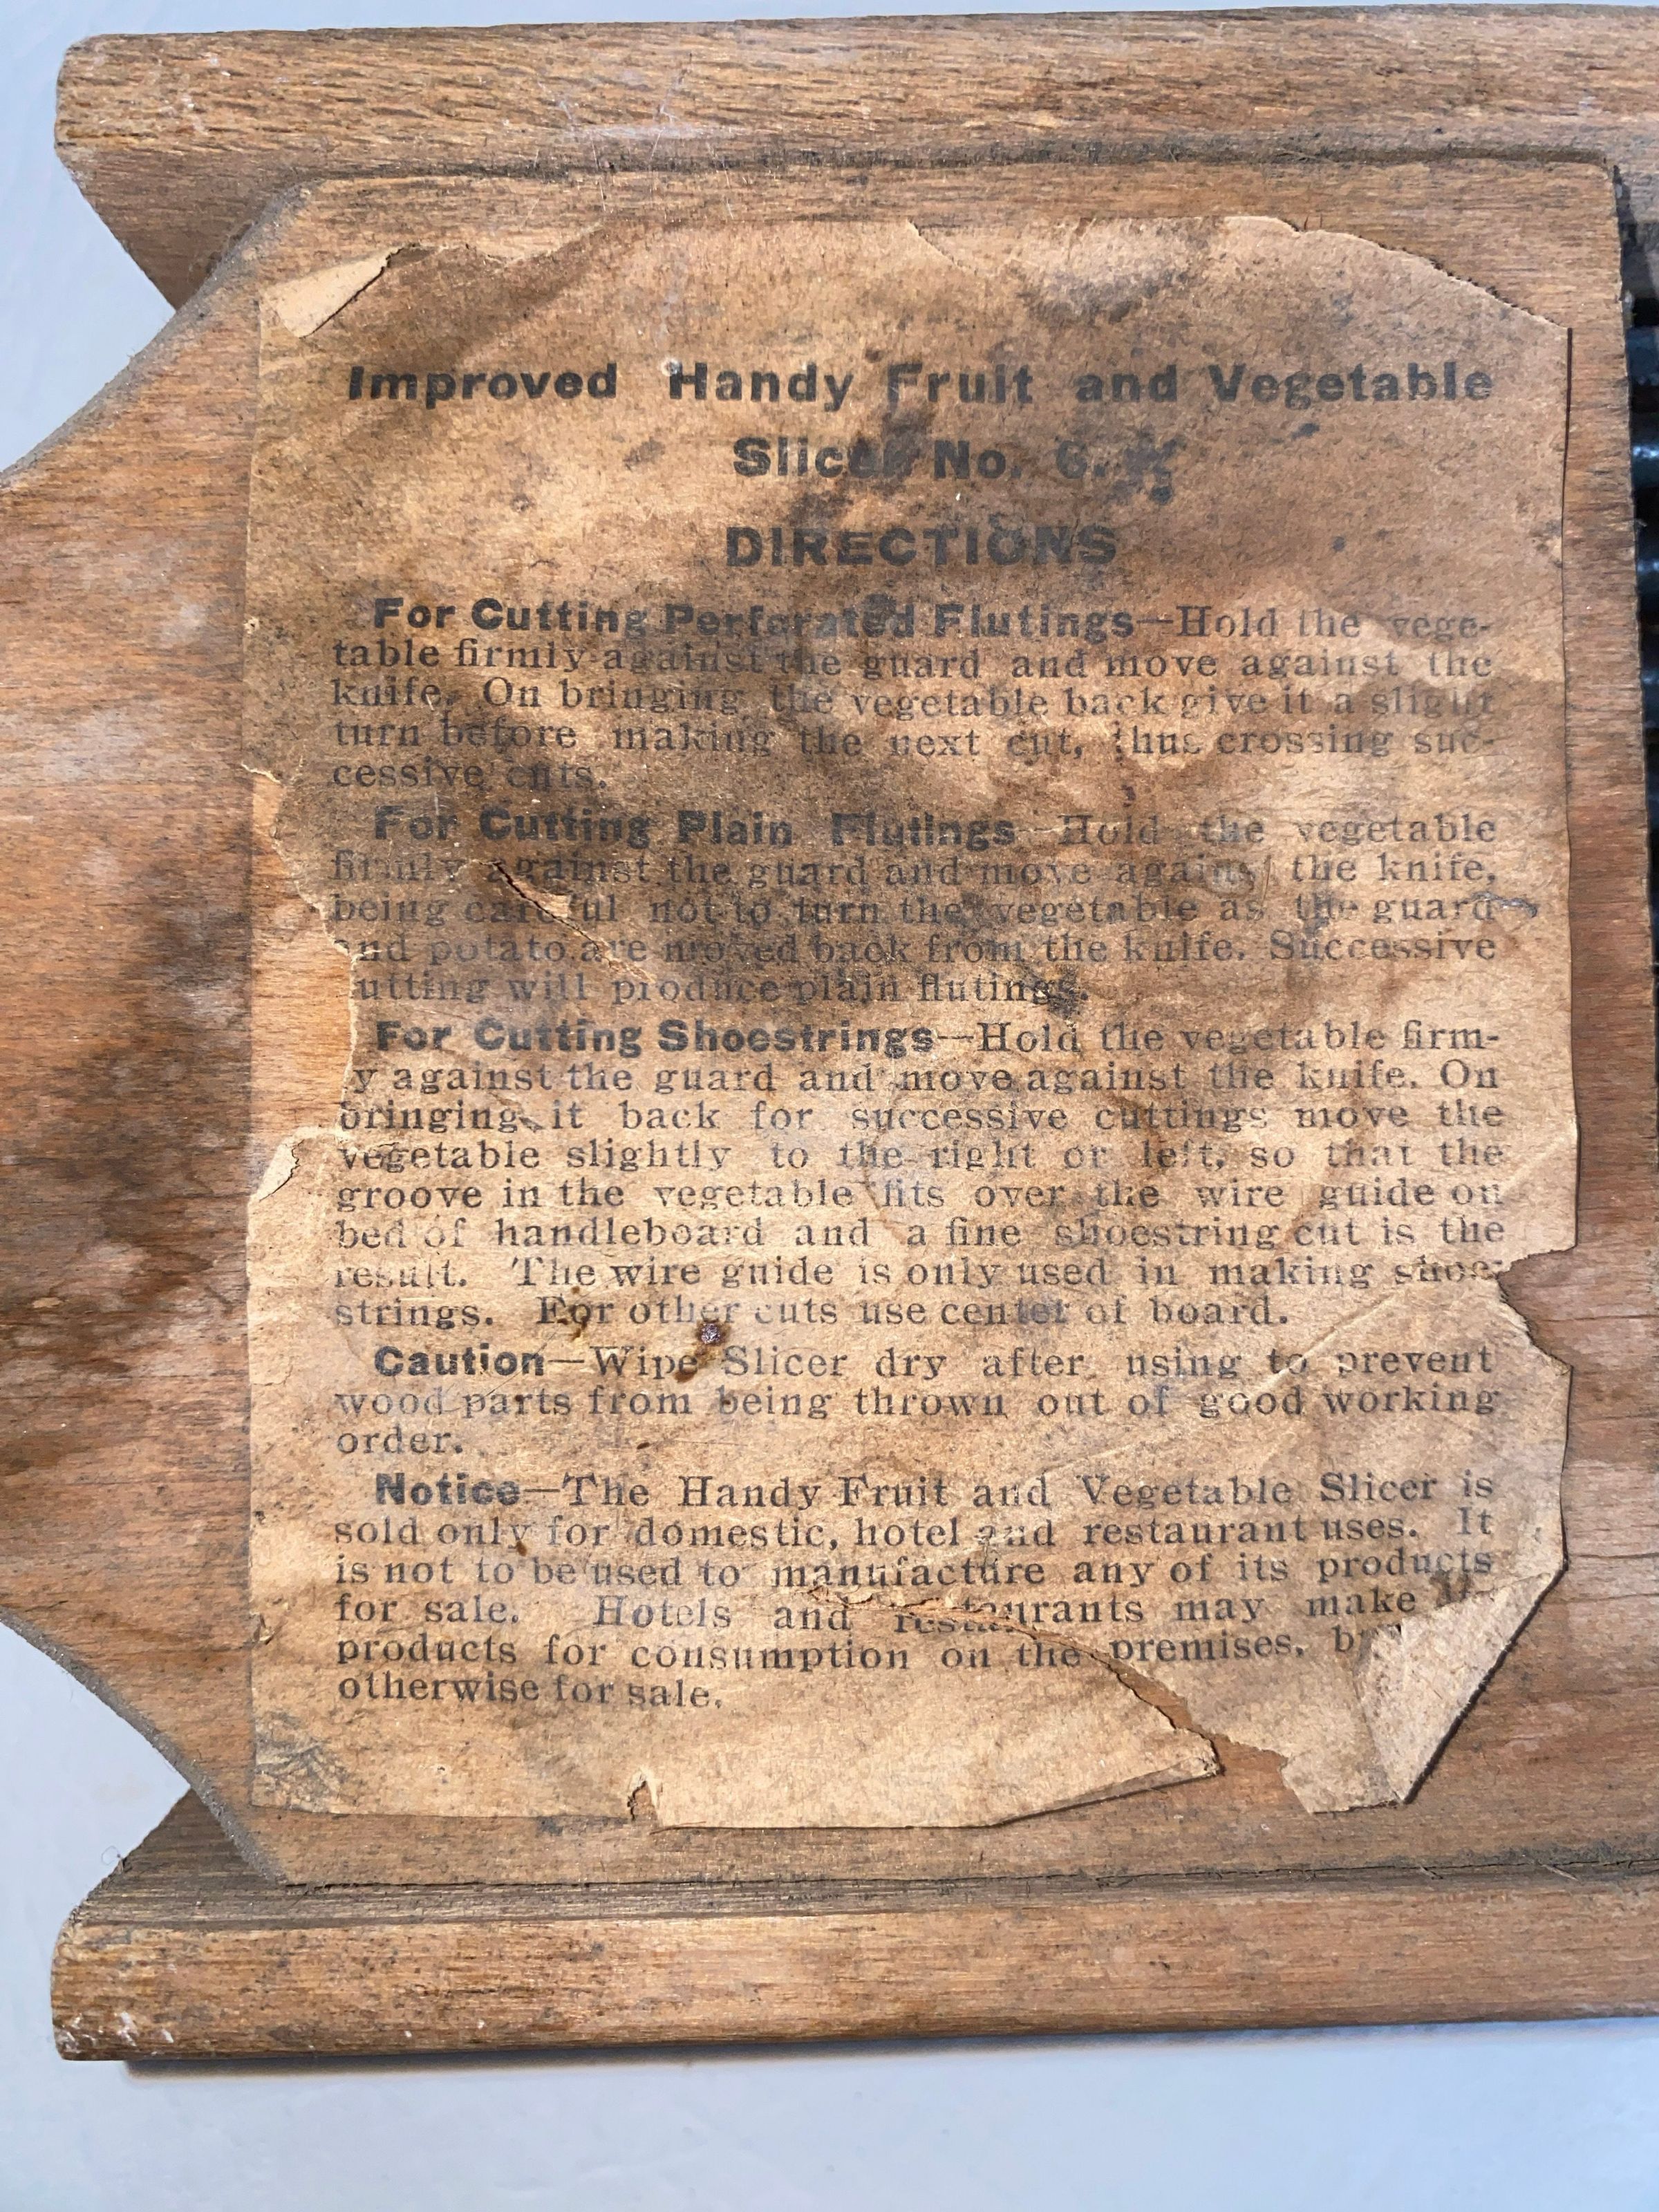 Improved Handy Fruit and Vegetable
Slicer No. 6.
DIRECTIONS
For Cutting Perforated Flutings—Hold the vege-
table firmly against the guard and move against the
knife. On bringing the vegetable back give it a slight
turn before making the next cut, thus crossing suc-
cessive cuts.
For Cutting Plain Flutings—Hold the vegetable
firmly against the guard and move against the knife,
being careful not to turn the vegetable as the guard
and potato are moved back from the knife. Successive
utting will produce plain flutings.
For Cutting Shoestrings—Hold the vegetable firm-
y against the guard and move against the knife. On
bringing it back for successive cuttings move the
vegetable slightly to the right or left, so that the
groove in the vegetable fits over the wire guide on
bed of handleboard and a fine shoestring cut is the
result. The wire guide is only used in making shoe-
strings. For other cuts use center of board.
Caution—Wipe Slicer dry after using to prevent
wood parts from being thrown out of good working
order.
Notice—The Handy Fruit and Vegetable Slicer is
sold only for domestic, hotel and restaurant uses. It
is not to be used to manufacture any of its products
for sale. Hotels and restaurants may make
products for consumption on the premises,
otherwise for sale.